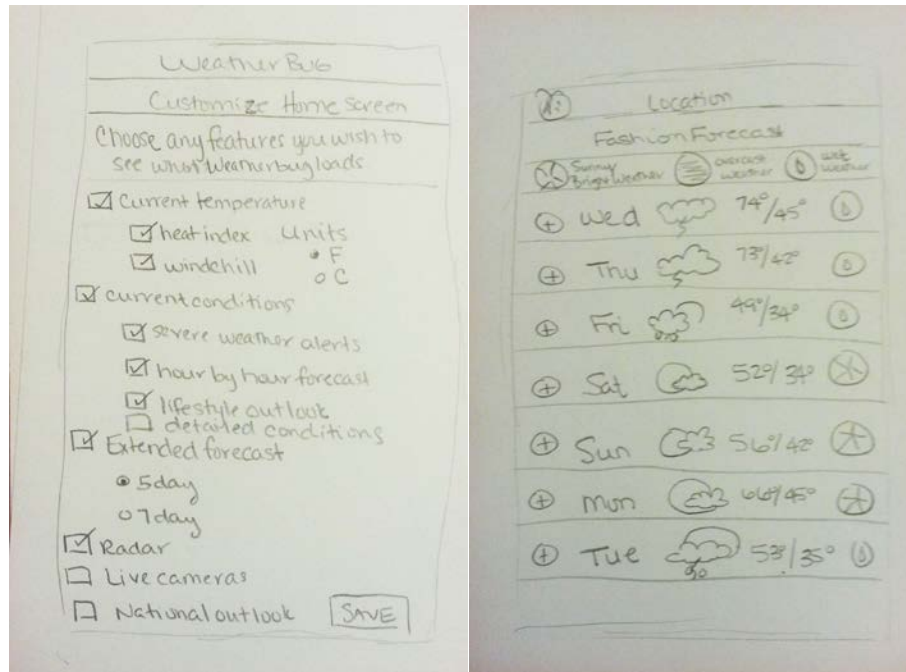 WeatherBug
Customize Home Screen
Choose any features you wish to
see what Weatherbug loads
Current temperature
heat index Units
windchill F
C
Current conditions
severe weather alerts
hour by hour forecast
lifestyle outlook
detailed conditions
Extended forecast
5day
7day
Radar
Live cameras
National outlook SAVE
Location
Fashion Forecast
Sunny overcast wet
Bright Weather weather weather
+ Wed 74°/45°
+ Thu 73°/42°
+ Fri 49°/34°
+ Sat 52°/34°
+ Sun 56°/42°
+ Mon 66°/45°
+ Tue 53°/35°